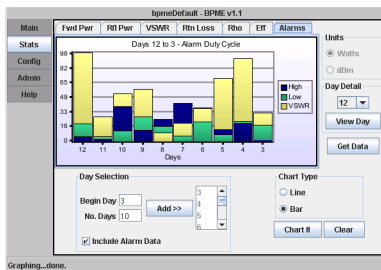 bpmeDefault - BPME v1.1
Main
Stats
Config
Admin
Help
Fwd Pwr
Rfl Pwr
VSWR
Rtn Loss
Rho
Eff
Alarms
Days 12 to 3 - Alarm Duty Cycle
98
82
66
49
33
16
0
12 11 10 9 8 7 6 5 4 3
Days
High
Low
VSWR
Units
Watts
dBm
Day Detail
12
View Day
Get Data
Day Selection
Begin Day 3
No. Days 10
Add >>
3
4
5
6
Include Alarm Data
Chart Type
Line
Bar
Chart It
Clear
Graphing...done.